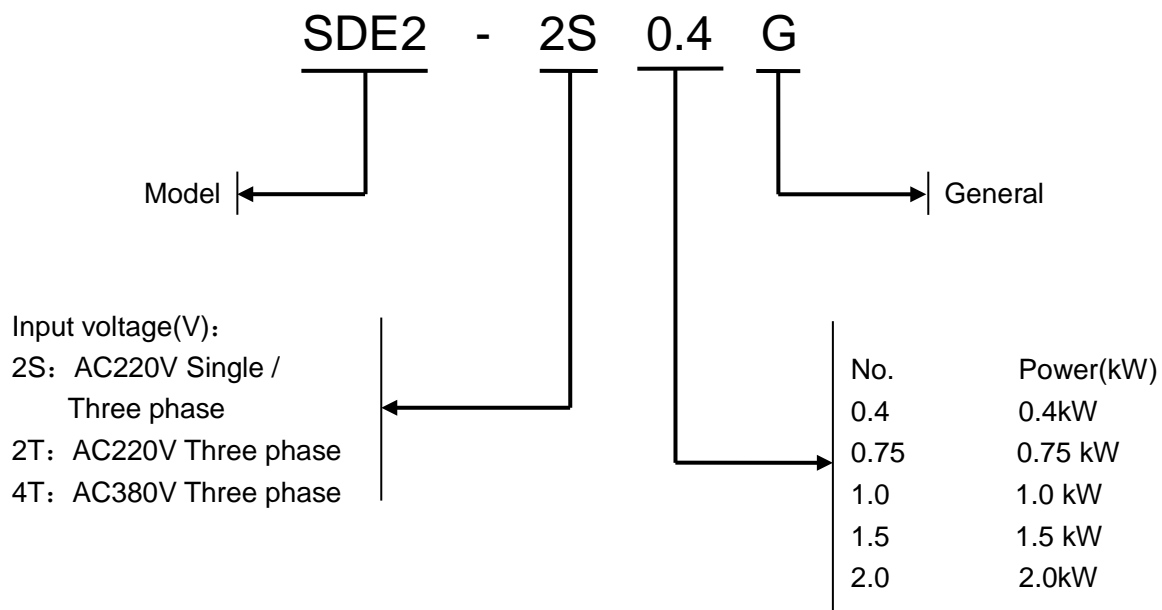 SDE2 - 2S 0.4 G
Model
General
Input voltage(V)：
2S：AC220V Single /
Three phase
2T：AC220V Three phase
4T：AC380V Three phase
No. Power(kW)
0.4 0.4kW
0.75 0.75 kW
1.0 1.0 kW
1.5 1.5 kW
2.0 2.0kW